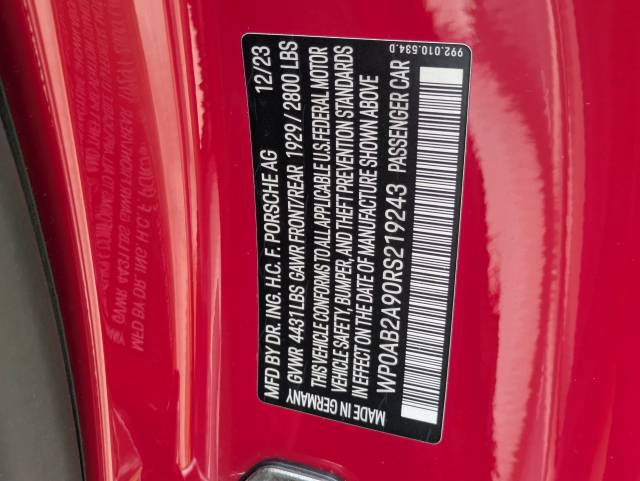 MFD BY DR. ING. H.C. F. PORSCHE AG 12/23
GVWR 4431 LBS GAWR FRONT/REAR 1929 / 2800 LBS
THIS VEHICLE CONFORMS TO ALL APPLICABLE U.S. FEDERAL MOTOR
VEHICLE SAFETY, BUMPER, AND THEFT PREVENTION STANDARDS
IN EFFECT ON THE DATE OF MANUFACTURE SHOWN ABOVE
WP0AB2A90RS219243 PASSENGER CAR
MADE IN GERMANY
992.010.534.D